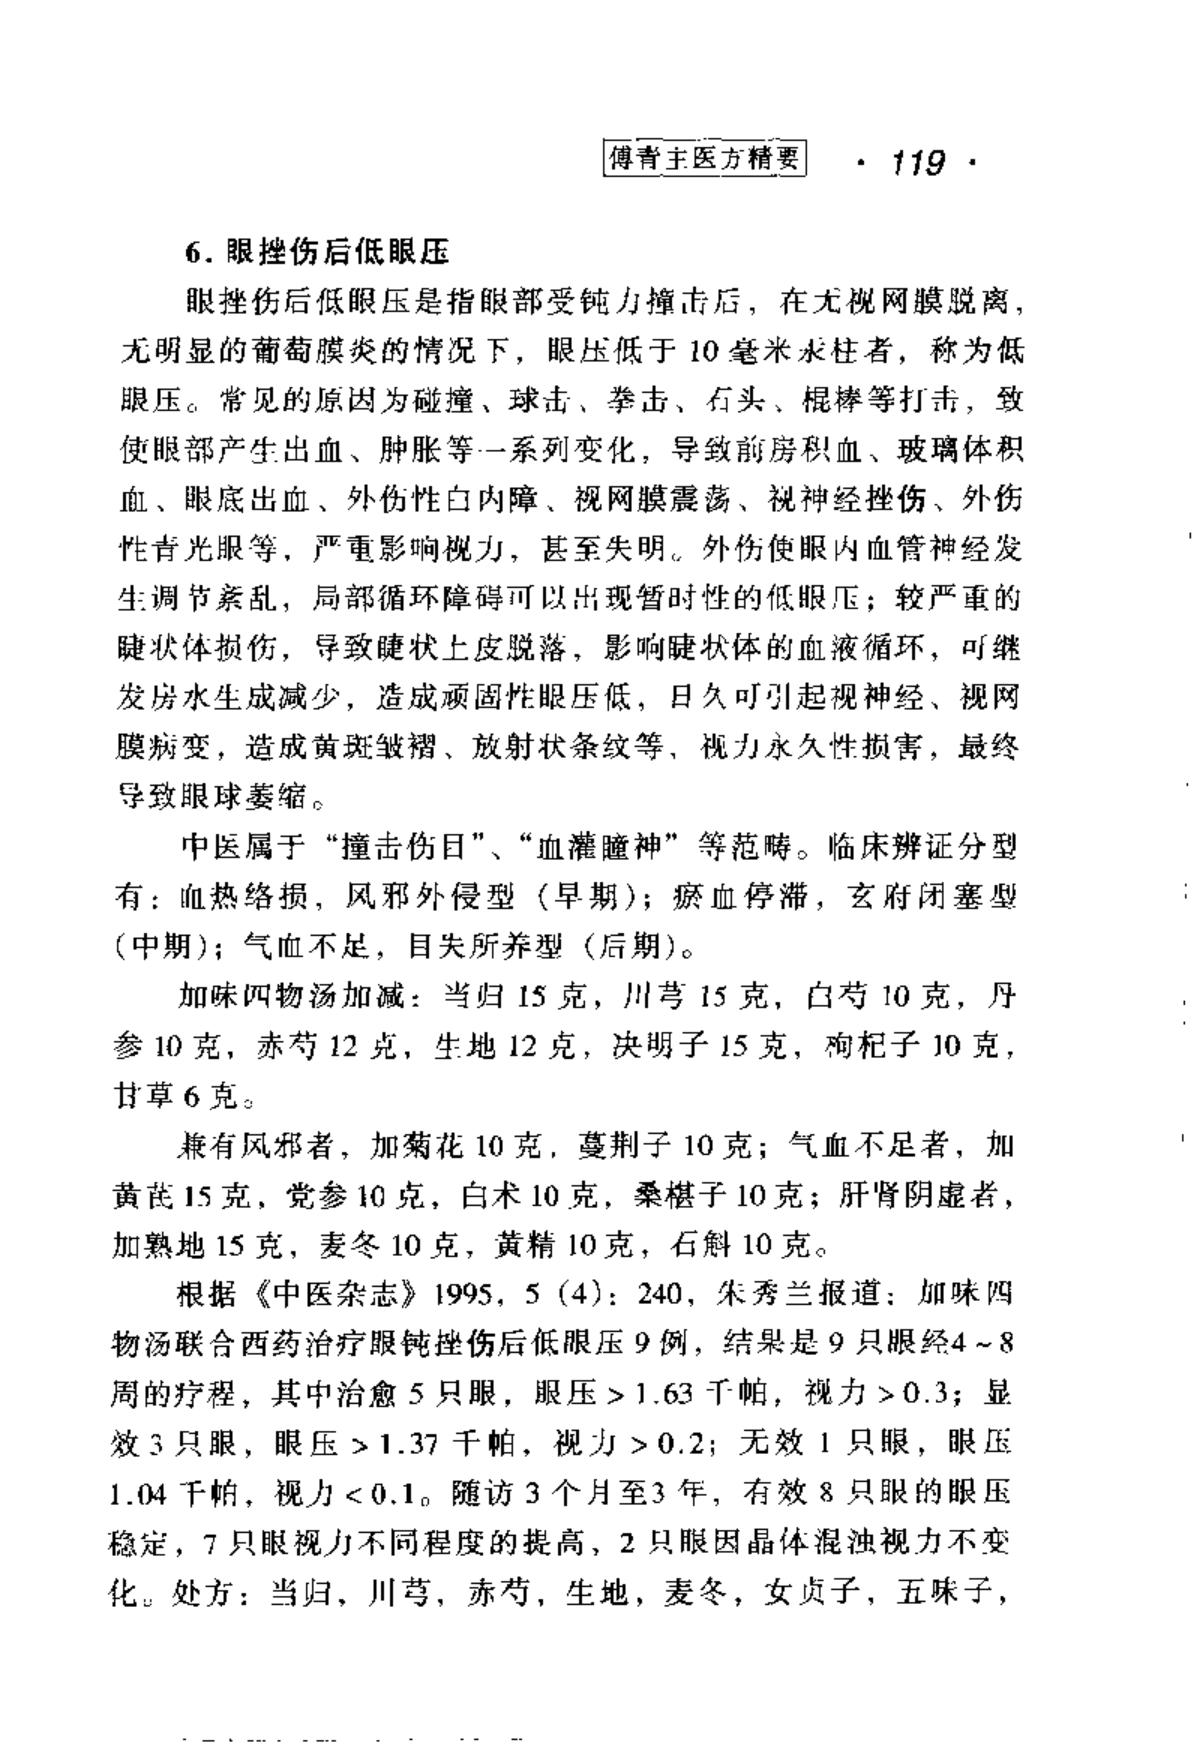 傅青主医方精要 · 119 ·
6. 眼挫伤后低眼压
眼挫伤后低眼压是指眼部受钝力撞击后，在无视网膜脱离，
无明显的葡萄膜炎的情况下，眼压低于 10 毫米汞柱者，称为低
眼压。常见的原因为碰撞、球击、拳击、石头、棍棒等打击，致
使眼部产生出血、肿胀等一系列变化，导致前房积血、玻璃体积
血、眼底出血、外伤性白内障、视网膜震荡、视神经挫伤、外伤
性青光眼等，严重影响视力，甚至失明。外伤使眼内血管神经发
生调节紊乱，局部循环障碍可以出现暂时性的低眼压；较严重的
睫状体损伤，导致睫状上皮脱落，影响睫状体的血液循环，可继
发房水生成减少，造成顽固性眼压低，日久可引起视神经、视网
膜病变，造成黄斑皱褶、放射状条纹等，视力永久性损害，最终
导致眼球萎缩。
中医属于“撞击伤目”、“血灌瞳神”等范畴。临床辨证分型
有：血热络损，风邪外侵型（早期）；瘀血停滞，玄府闭塞型
（中期）；气血不足，目失所养型（后期）。
加味四物汤加减：当归 15 克，川芎 15 克，白芍 10 克，丹
参 10 克，赤芍 12 克，生地 12 克，决明子 15 克，枸杞子 10 克，
甘草 6 克。
兼有风邪者，加菊花 10 克，蔓荆子 10 克；气血不足者，加
黄芪 15 克，党参 10 克，白术 10 克，桑椹子 10 克；肝肾阴虚者，
加熟地 15 克，麦冬 10 克，黄精 10 克，石斛 10 克。
根据《中医杂志》1995，5（4）：240，朱秀兰报道：加味四
物汤联合西药治疗眼钝挫伤后低眼压 9 例，结果是 9 只眼经4～8
周的疗程，其中治愈 5 只眼，眼压＞1.63 千帕，视力＞0.3；显
效 3 只眼，眼压＞1.37 千帕，视力＞0.2；无效 1 只眼，眼压
1.04 千帕，视力＜0.1。随访 3 个月至3 年，有效 8 只眼的眼压
稳定，7 只眼视力不同程度的提高，2 只眼因晶体混浊视力不变
化。处方：当归，川芎，赤芍，生地，麦冬，女贞子，五味子，